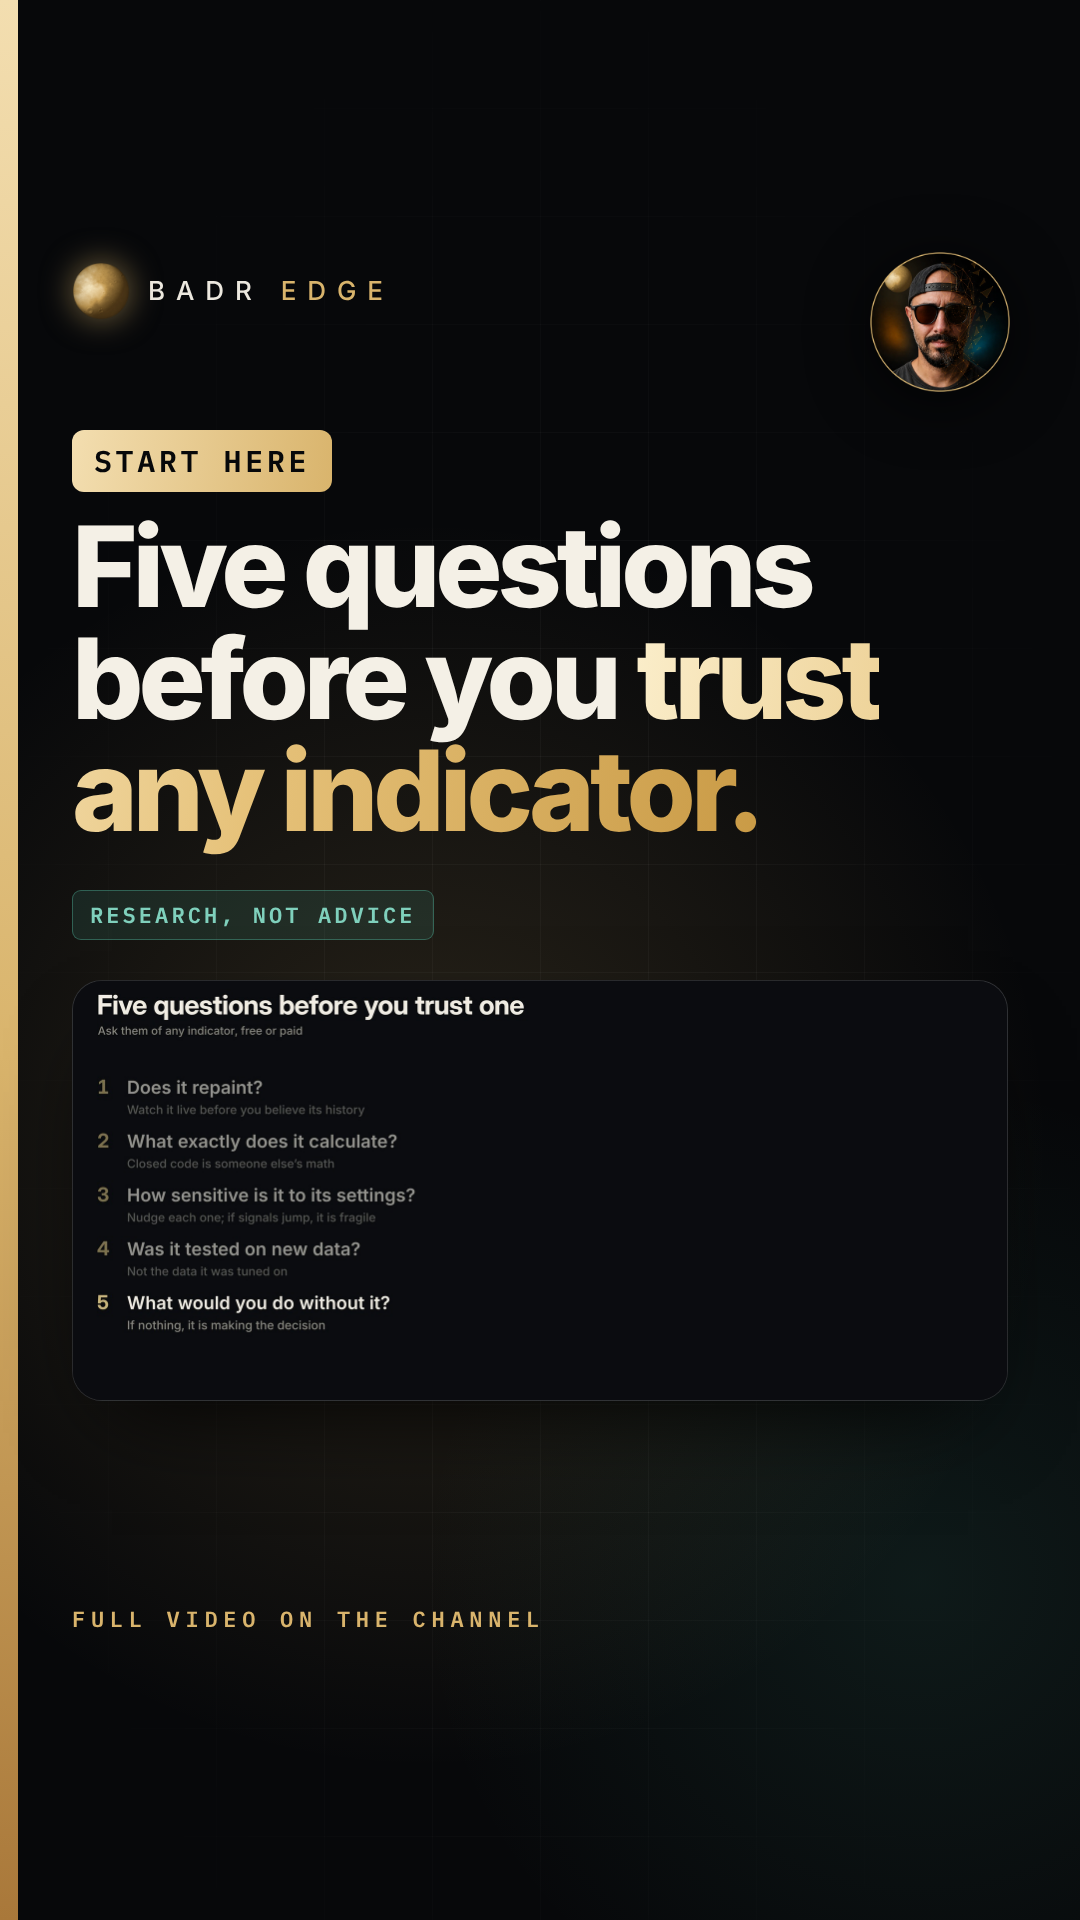 BADR EDGE
START HERE
Five questions
before you trust
any indicator.
RESEARCH, NOT ADVICE
Five questions before you trust one
Ask them of any indicator, free or paid
1 Does it repaint?
Watch it live before you believe its history
2 What exactly does it calculate?
Closed code is someone else's math
3 How sensitive is it to its settings?
Nudge each one; if signals jump, it is fragile
4 Was it tested on new data?
Not the data it was tuned on
5 What would you do without it?
If nothing, it is making the decision
FULL VIDEO ON THE CHANNEL